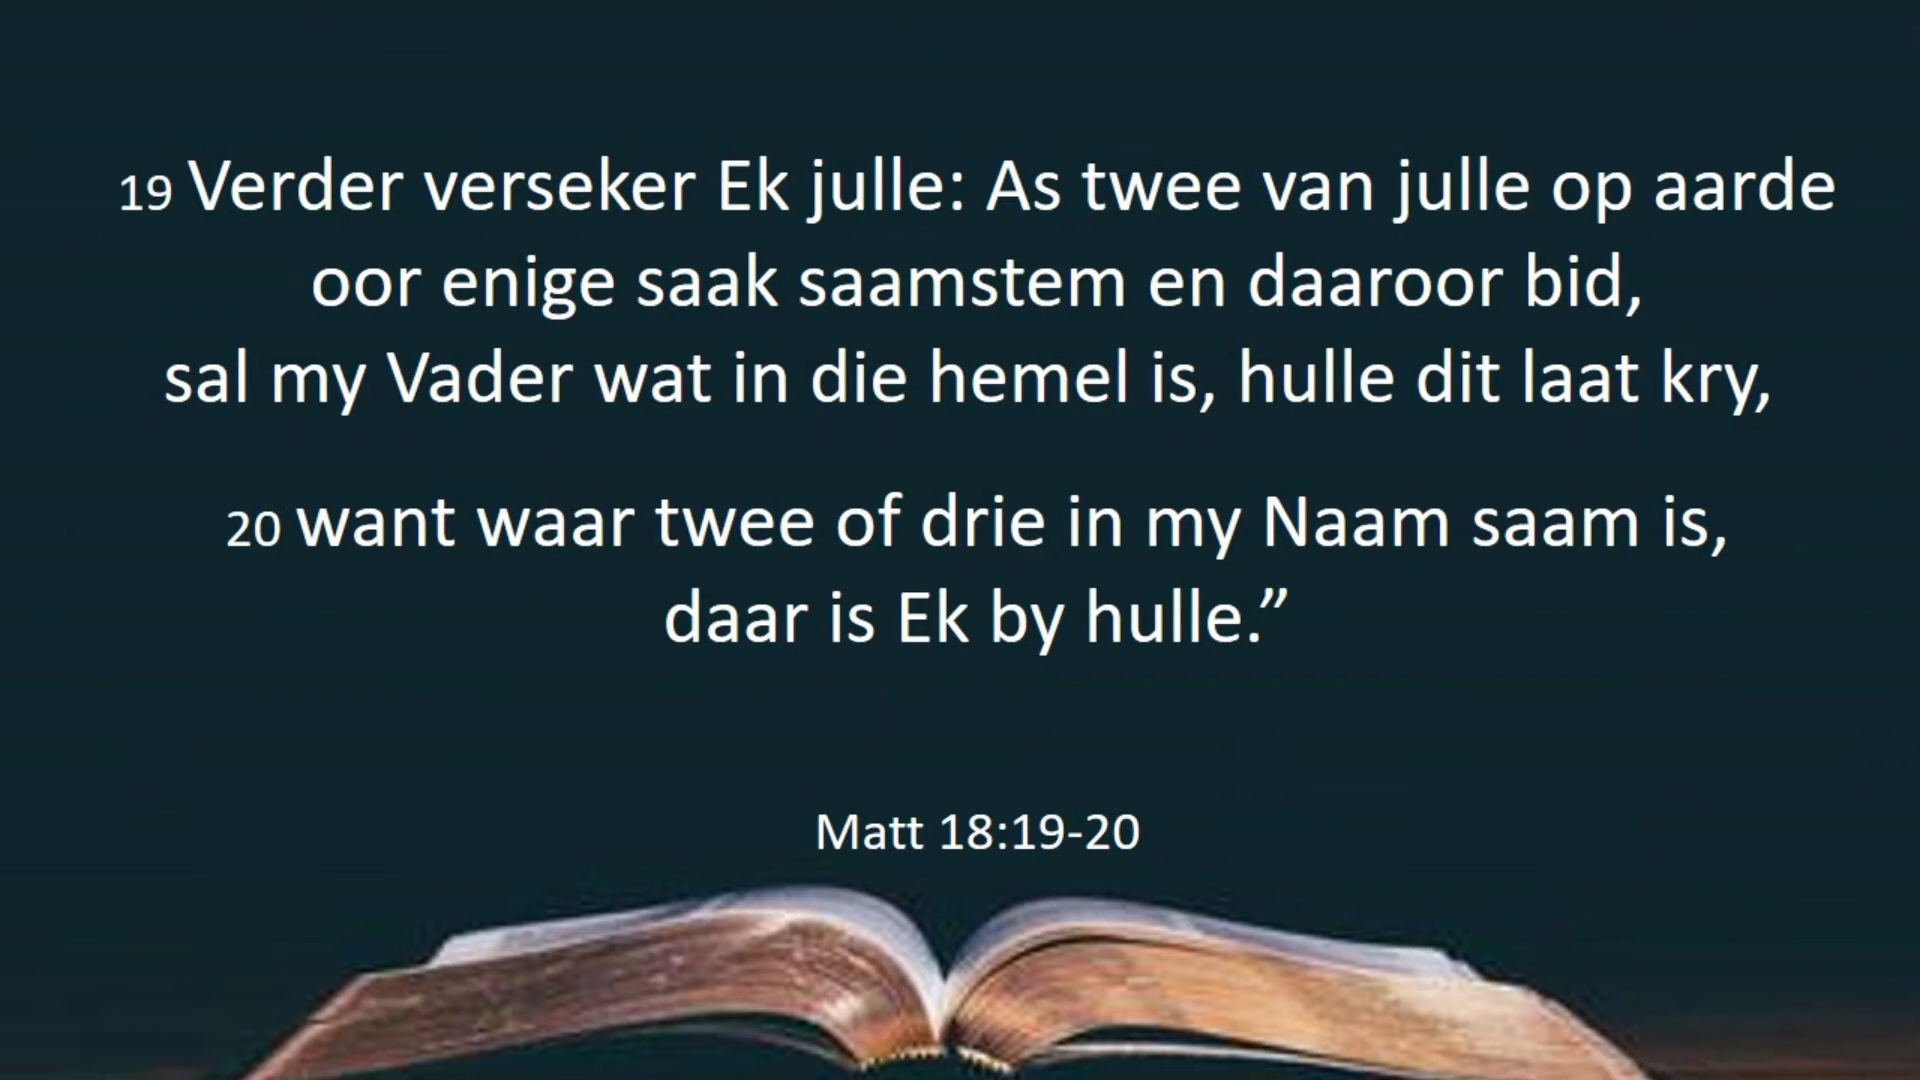 19 Verder verseker Ek julle: As twee van julle op aarde
oor enige saak saamstem en daaroor bid,
sal my Vader wat in die hemel is, hulle dit laat kry,
20 want waar twee of drie in my Naam saam is,
daar is Ek by hulle.”
Matt 18:19-20